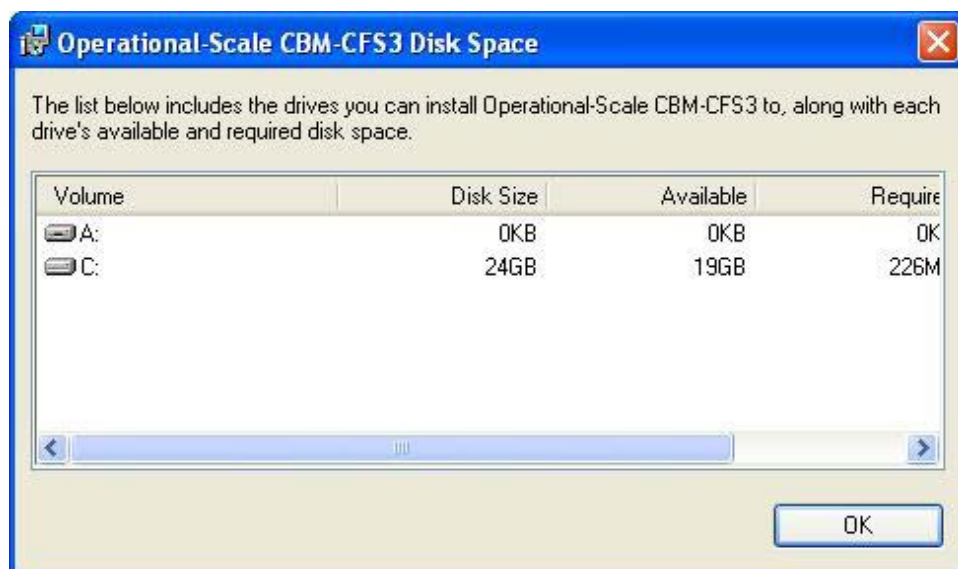 Operational-Scale CBM-CFS3 Disk Space
The list below includes the drives you can install Operational-Scale CBM-CFS3 to, along with each
drive's available and required disk space.
Volume Disk Size Available Require
A: 0KB 0KB 0K
C: 24GB 19GB 226M
OK